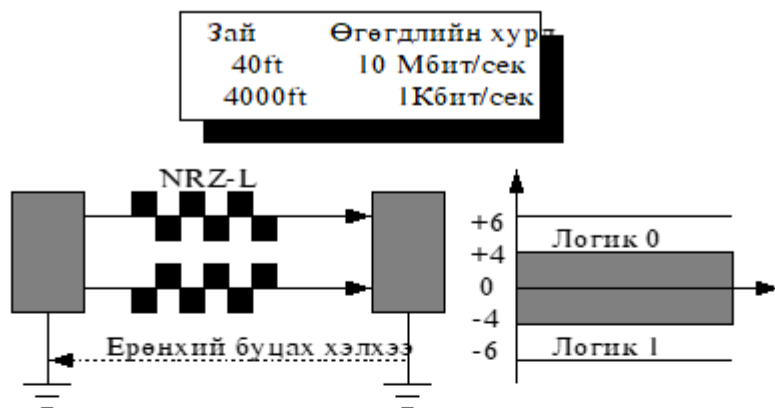 Зай Өгөгдлийн хурд
40ft 10 Мбит/сек
4000ft 1Кбит/сек
NRZ-L
+6
Логик 0
+4
0
-4
Ерөнхий буцах хэлхээ
-6
Логик 1